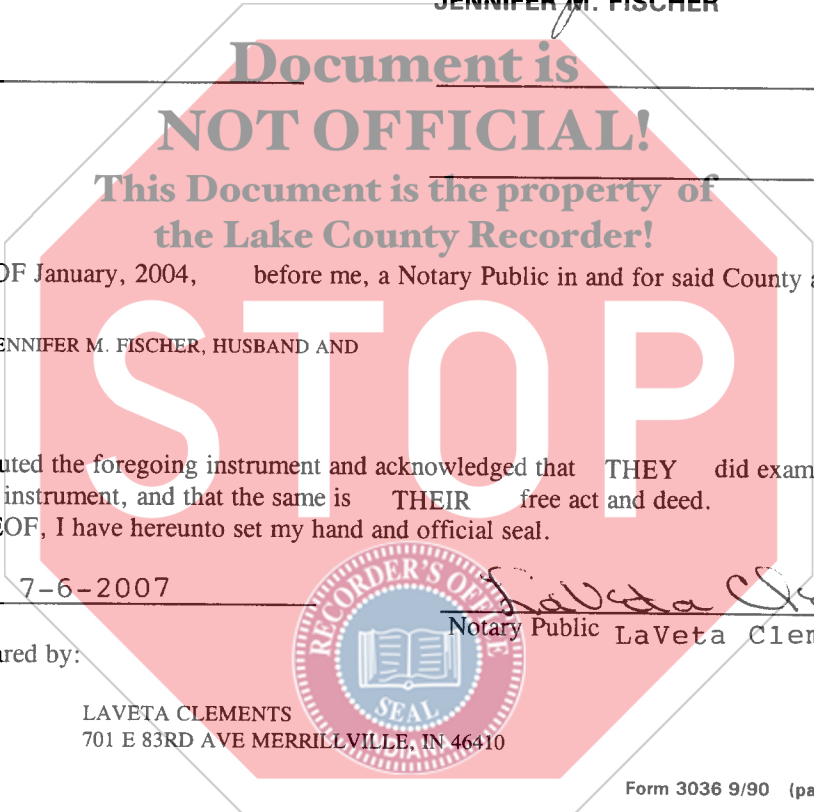 JENNIFER M. FISCHER
Document is
NOT OFFICIAL!
This Document is the property of
the Lake County Recorder!
OF January, 2004, before me, a Notary Public in and for said County a
ENNIFER M. FISCHER, HUSBAND AND
STOP
uted the foregoing instrument and acknowledged that THEY did exam
instrument, and that the same is THEIR free act and deed.
EOF, I have hereunto set my hand and official seal.
7-6-2007
LaVeta Cle
Notary Public LaVeta Clem
RECORDER'S OFFICE
SEAL
INDIANA
ared by:
LAVETA CLEMENTS
701 E 83RD AVE MERRILLVILLE, IN 46410
Form 3036 9/90 (pa